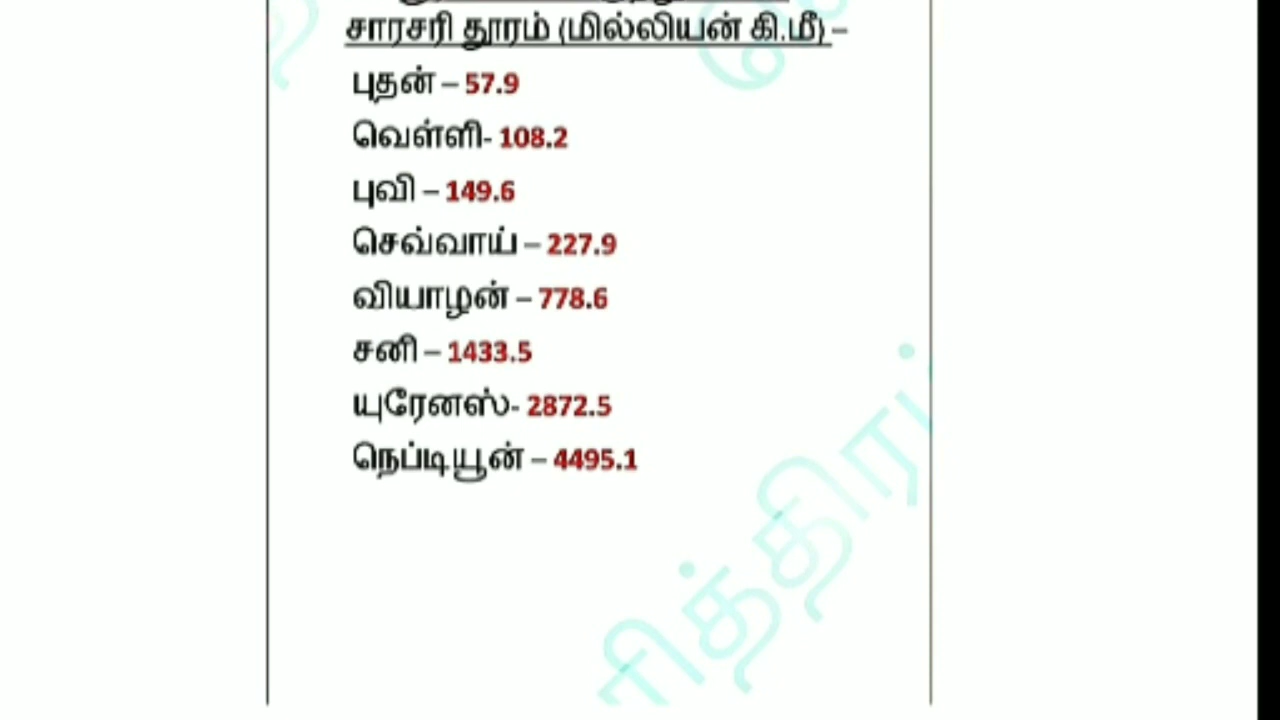 சாரசரி தூரம் (மில்லியன் கி.மீ) –
புதன் – 57.9
வெள்ளி- 108.2
புவி – 149.6
செவ்வாய் – 227.9
வியாழன் – 778.6
சனி – 1433.5
யுரேனஸ்- 2872.5
நெப்டியூன் – 4495.1